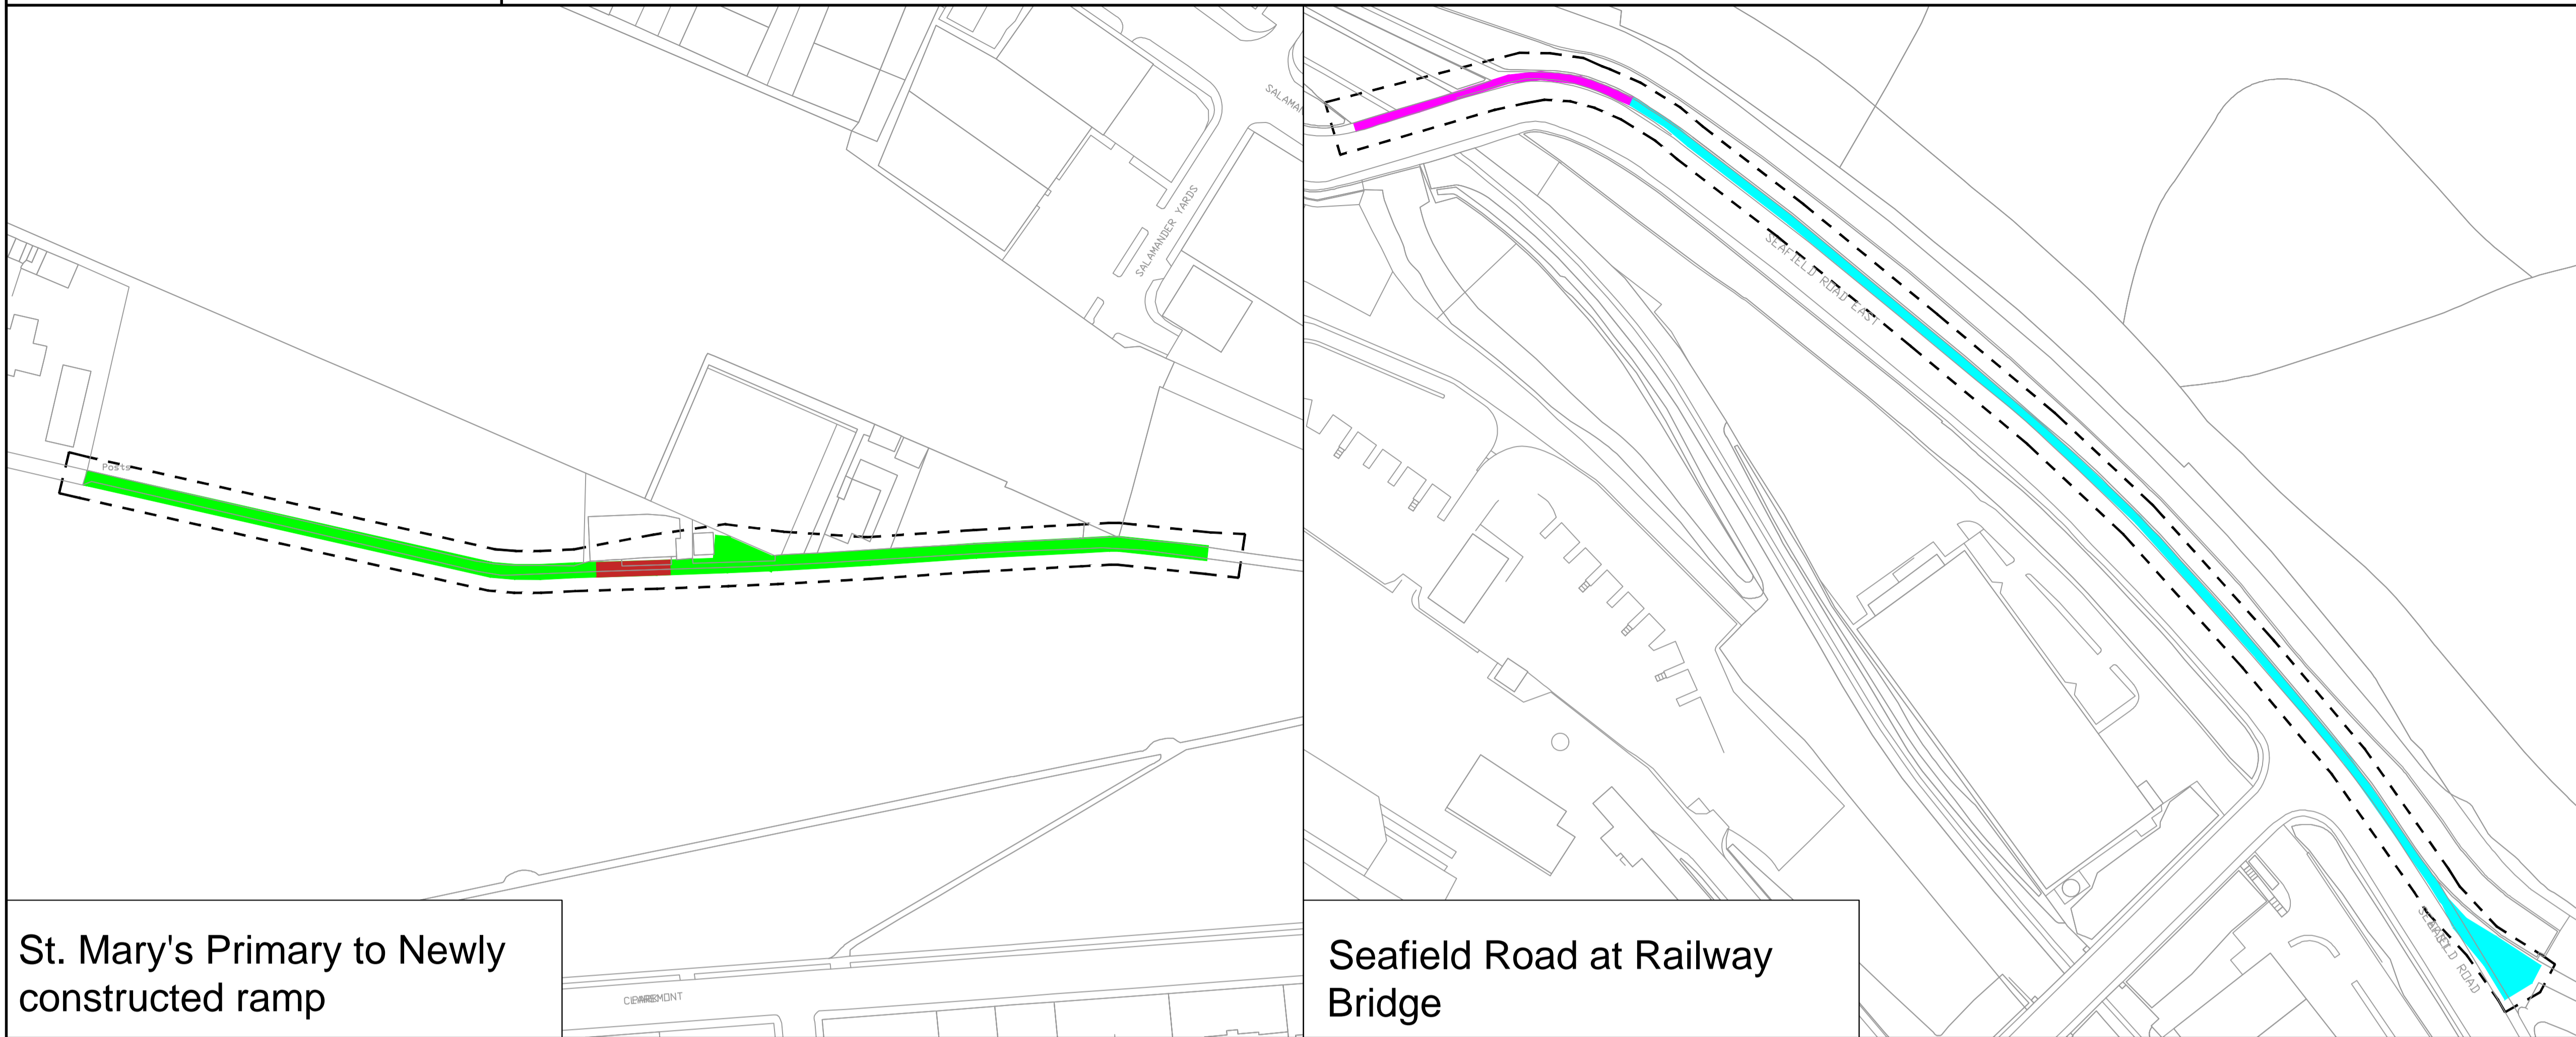 SALAMANDER YARDS
Posts
St. Mary's Primary to Newly
constructed ramp
SEAFIELD ROAD EAST
SEAFIELD ROAD
Seafield Road at Railway
Bridge